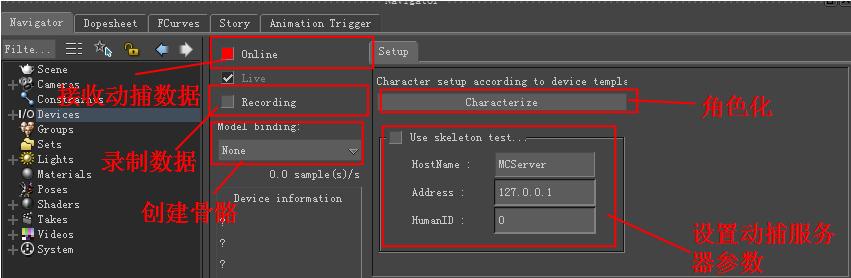 Navigator
Navigator Dopesheet FCurves Story Animation Trigger
Filte...
Scene
Cameras
Constraints
I/O Devices
Groups
Sets
Lights
Materials
Poses
Shaders
Takes
Videos
System
Online
Live
Recording
Model binding:
None
0.0 sample(s)/s
Device information
?
?
?
接收动捕数据
录制数据
创建骨骼
Setup
Character setup according to device templa
Characterize
Use skeleton test...
HostName : MCServer
Address : 127.0.0.1
HumanID : 0
角色化
设置动捕服务
器参数